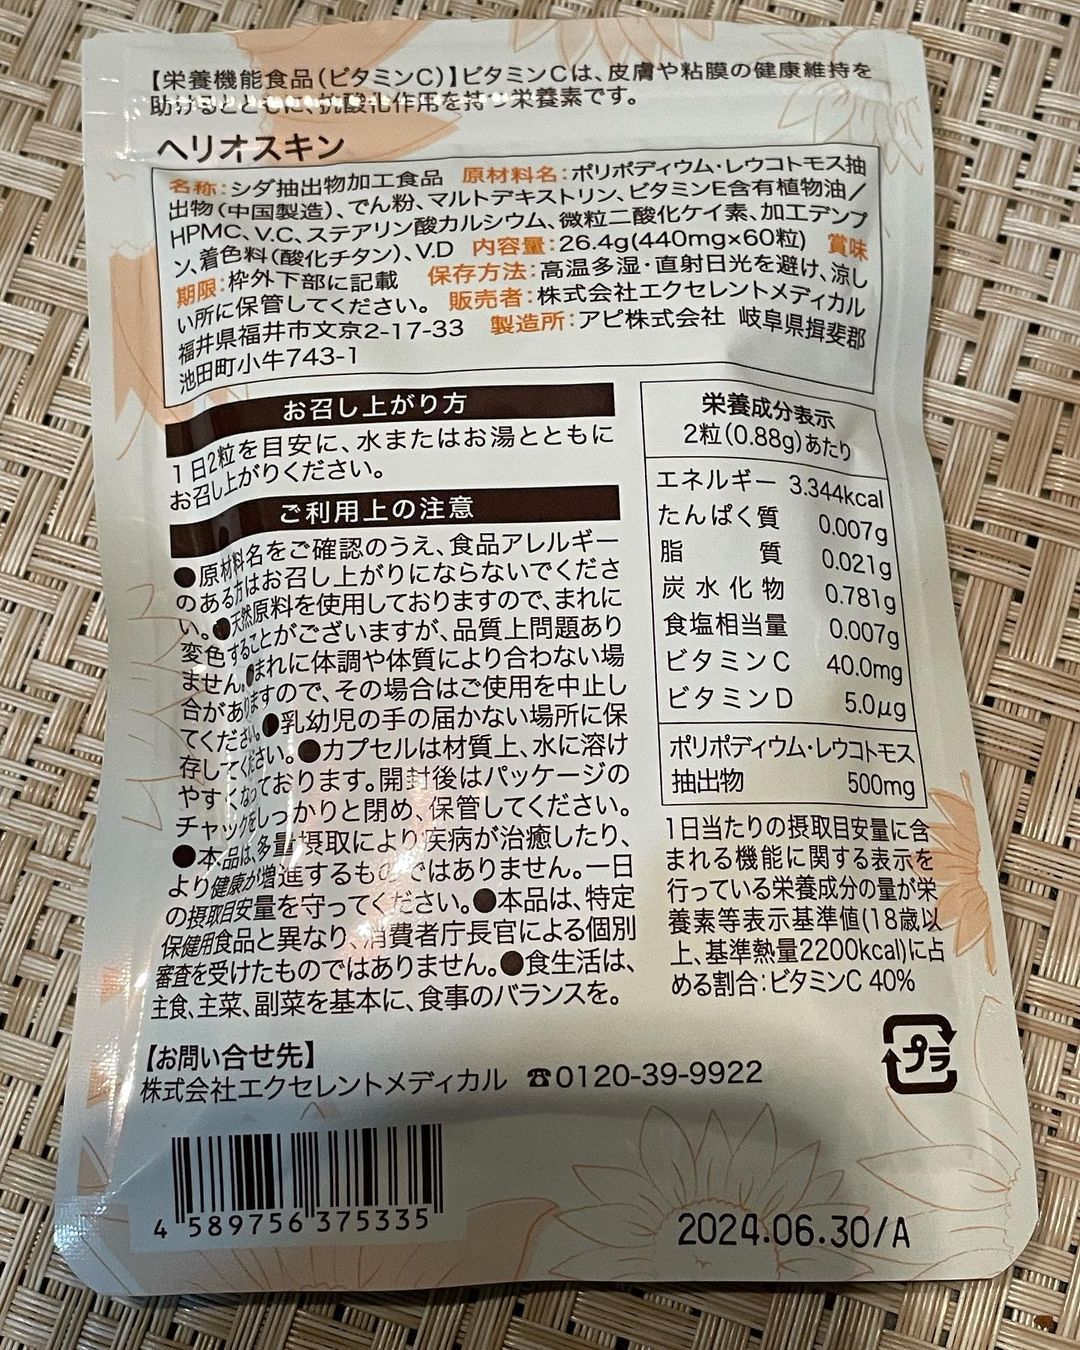 【栄養機能食品(ビタミンC)】ビタミンCは、皮膚や粘膜の健康維持を
助けるとともに、抗酸化作用を持つ栄養素です。
ヘリオスキン
名称:シダ抽出物加工食品 原材料名:ポリポディウム・レウコトモス抽
出物(中国製造)、でん粉、マルトデキストリン、ビタミンE含有植物油/
HPMC、V.C、ステアリン酸カルシウム、微粒二酸化ケイ素、加工デンプ
ン、着色料(酸化チタン)、V.D 内容量:26.4g(440mg×60粒) 賞味
期限:枠外下部に記載 保存方法:高温多湿・直射日光を避け、涼し
い所に保管してください。 販売者:株式会社エクセレントメディカル
福井県福井市文京2-17-33 製造所:アピ株式会社 岐阜県揖斐郡
池田町小牛743-1
お召し上がり方
1日2粒を目安に、水またはお湯とともに
お召し上がりください。
ご利用上の注意
●原材料名をご確認のうえ、食品アレルギー
のある方はお召し上がりにならないでくださ
い。●天然原料を使用しておりますので、まれに
変色することがございますが、品質上問題あり
ません。●まれに体調や体質により合わない場
合がありますので、その場合はご使用を中止し
てください。●乳幼児の手の届かない場所に保
存してください。●カプセルは材質上、水に溶け
やすくなっております。開封後はパッケージの
チャックをしっかりと閉め、保管してください。
●本品は、多量摂取により疾病が治癒したり、
より健康が増進するものではありません。一日
の摂取目安量を守ってください。●本品は、特定
保健用食品と異なり、消費者庁長官による個別
審査を受けたものではありません。●食生活は、
主食、主菜、副菜を基本に、食事のバランスを。
栄養成分表示
2粒(0.88g)あたり
エネルギー 3.344kcal
たんぱく質 0.007g
脂質 0.021g
炭水化物 0.781g
食塩相当量 0.007g
ビタミンC 40.0mg
ビタミンD 5.0μg
ポリポディウム・レウコトモス
抽出物 500mg
1日当たりの摂取目安量に含
まれる機能に関する表示を
行っている栄養成分の量が栄
養素等表示基準値(18歳以
上、基準熱量2200kcal)に占
める割合:ビタミンC 40%
プラ
【お問い合せ先】
株式会社エクセレントメディカル ☎0120-39-9922
4 589756 375335
2024.06.30/A